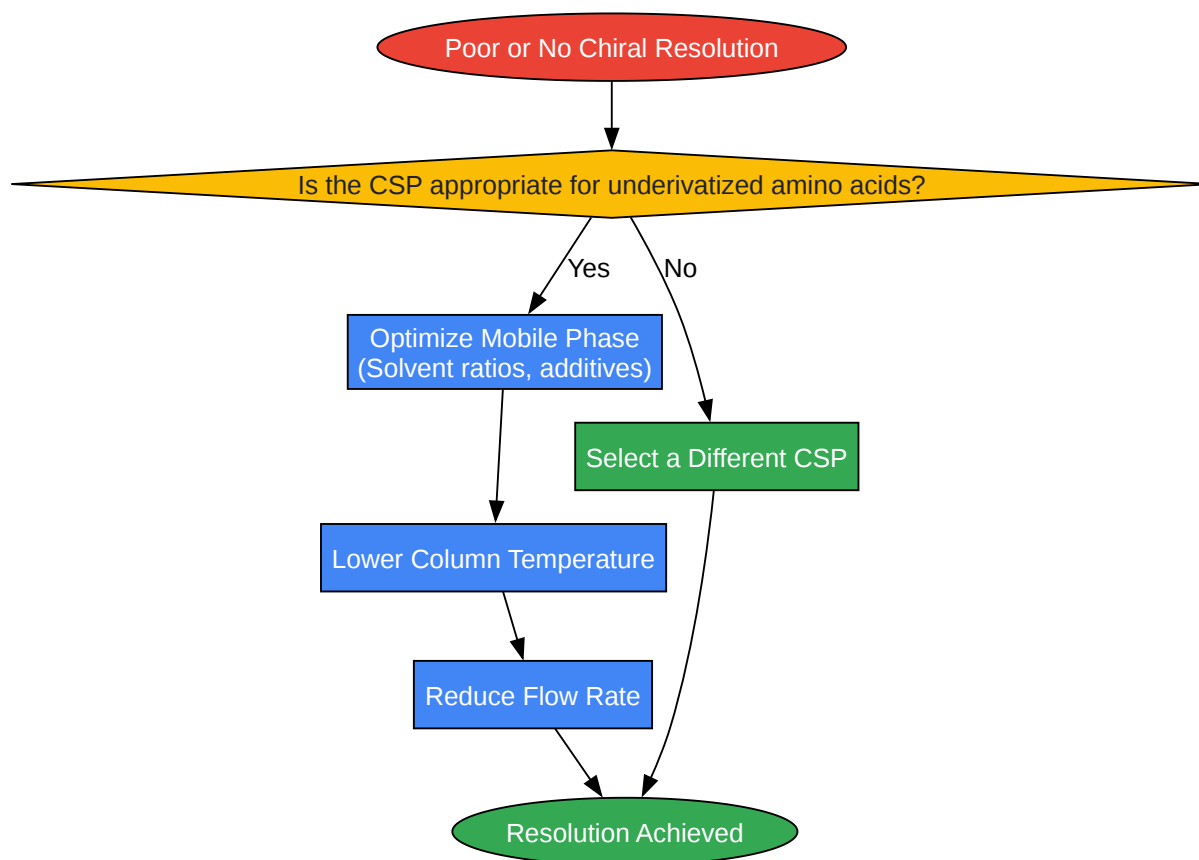 Poor or No Chiral Resolution
Is the CSP appropriate for underivatized amino acids?
Yes
No
Optimize Mobile Phase
(Solvent ratios, additives)
Select a Different CSP
Lower Column Temperature
Reduce Flow Rate
Resolution Achieved